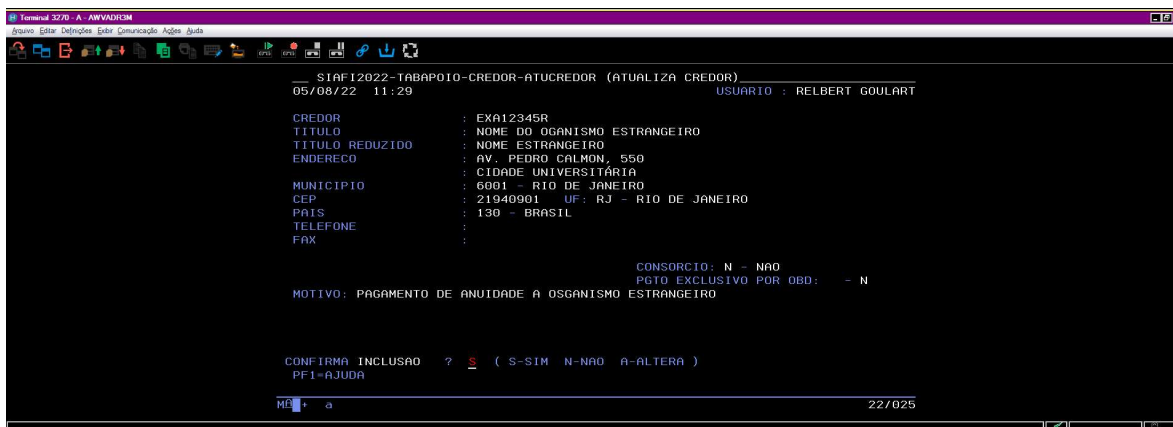 Terminal 3270 - A - AWVADR3M
Arquivo Editar Definições Exibir Comunicação Ações Ajuda
__ SIAFI2022-TABAPOIO-CREDOR-ATUCREDOR (ATUALIZA CREDOR)________________________
05/08/22 11:29 USUARIO : RELBERT GOULART
CREDOR : EXA12345R
TITULO : NOME DO OGANISMO ESTRANGEIRO
TITULO REDUZIDO : NOME ESTRANGEIRO
ENDERECO : AV. PEDRO CALMON, 550
: CIDADE UNIVERSITÁRIA
MUNICIPIO : 6001 - RIO DE JANEIRO
CEP : 21940901 UF: RJ - RIO DE JANEIRO
PAIS : 130 - BRASIL
TELEFONE :
FAX :
CONSORCIO: N - NAO
PGTO EXCLUSIVO POR OBD: - N
MOTIVO: PAGAMENTO DE ANUIDADE A OSGANISMO ESTRANGEIRO
CONFIRMA INCLUSAO ? S ( S-SIM N-NAO A-ALTERA )
PF1=AJUDA
MA + a 22/025